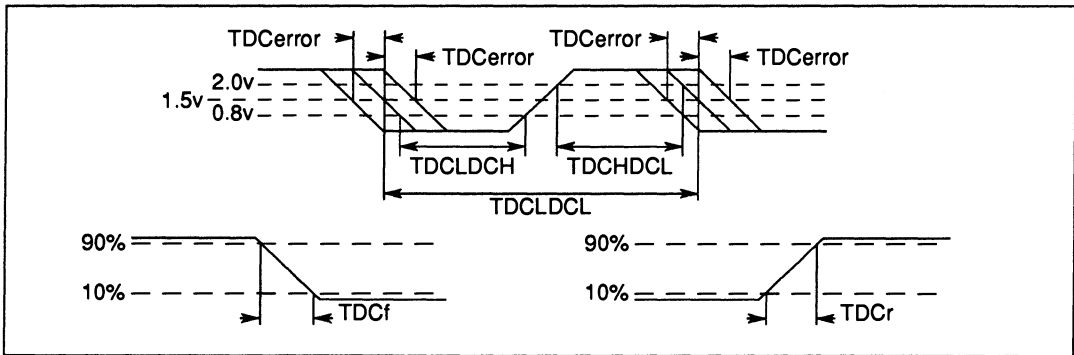 TDCerror TDCerror
TDCerror TDCerror
2.0v
1.5v
0.8v
TDCLDCH TDCHDCL
TDCLDCL
90% 90%
10% 10%
TDCf TDCr